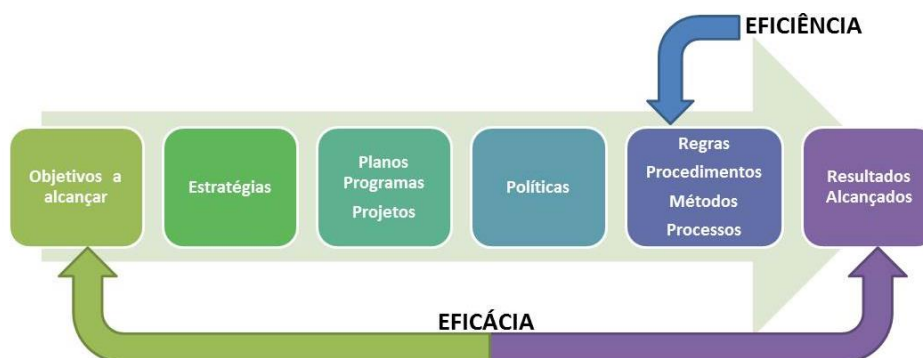 EFICIÊNCIA
Objetivos a
alcançar
Estratégias
Planos
Programas
Projetos
Políticas
Regras
Procedimentos
Métodos
Processos
Resultados
Alcançados
EFICÁCIA